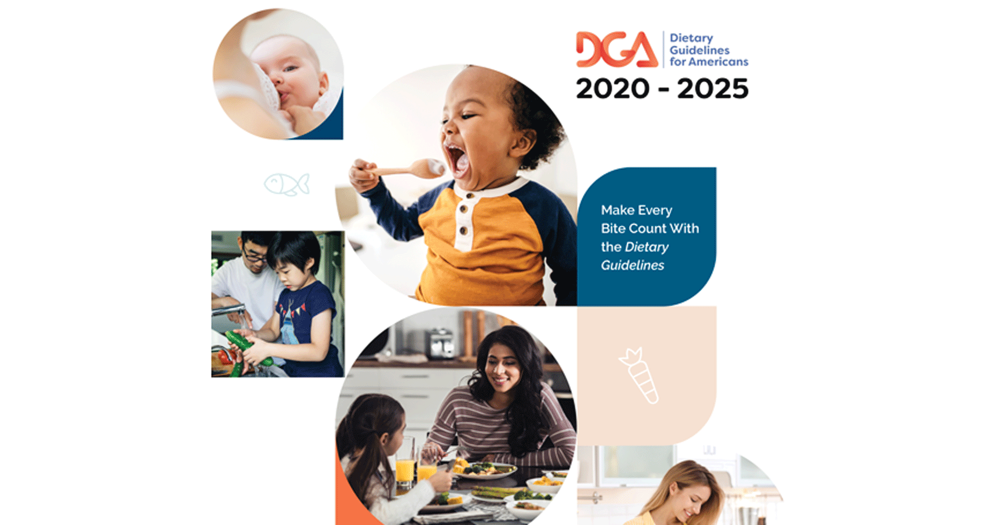 DGA
Dietary
Guidelines
for Americans
2020 - 2025
Make Every
Bite Count With
the Dietary
Guidelines